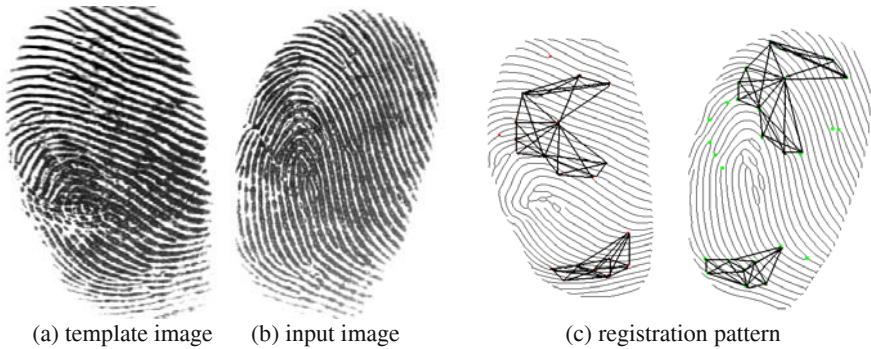 (a) template image (b) input image (c) registration pattern